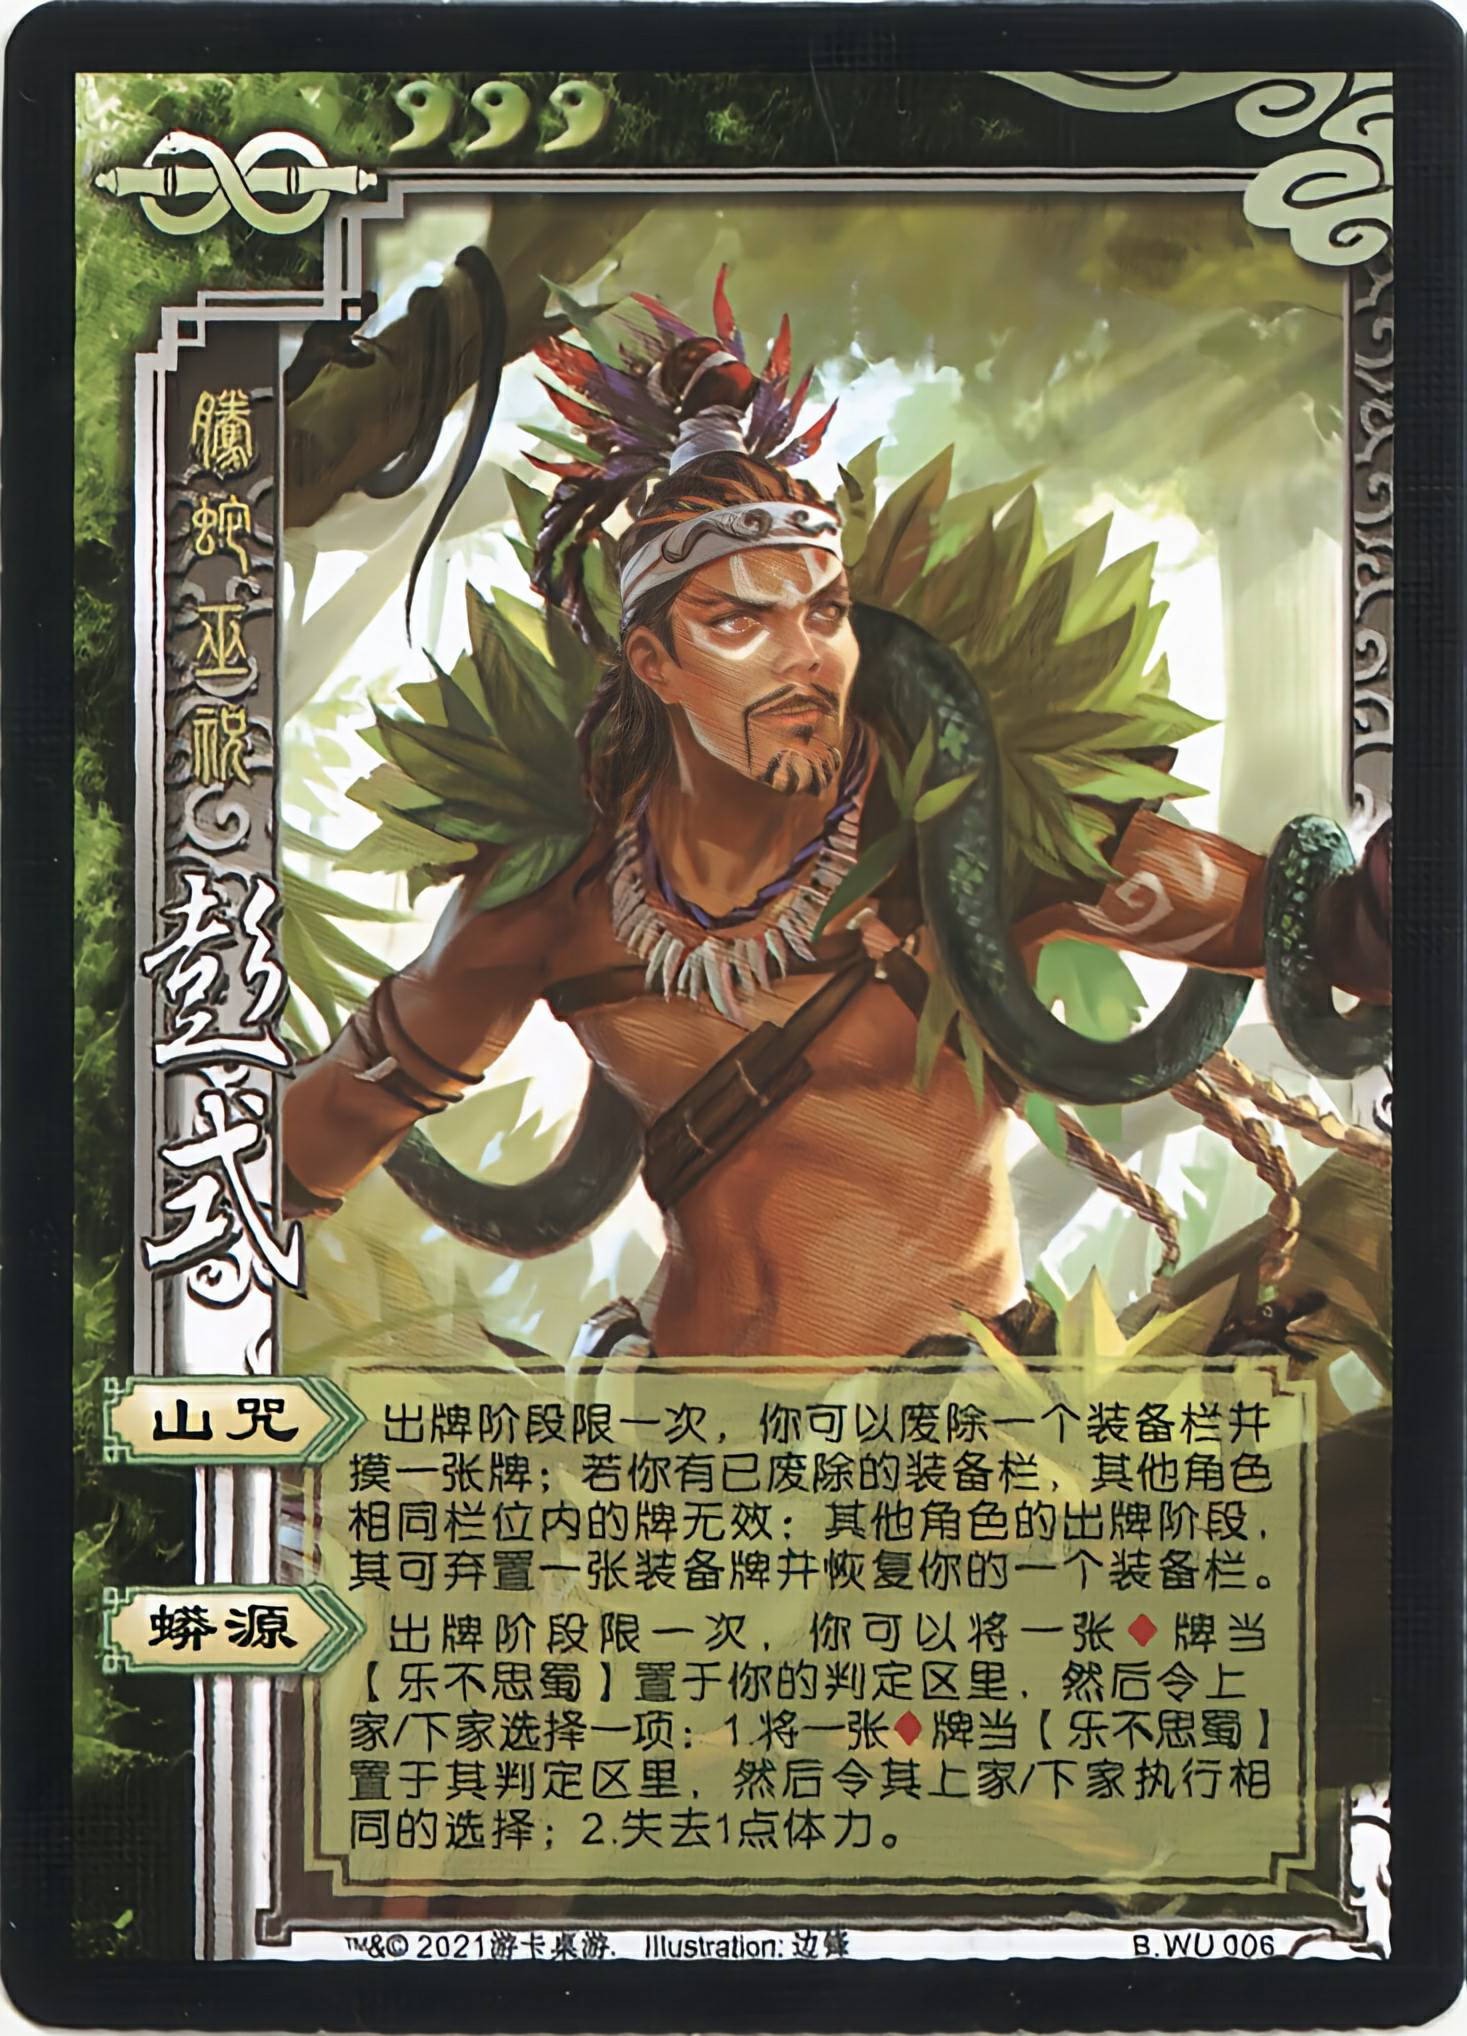 騰蛇巫祝
彭式
山咒
出牌阶段限一次，你可以废除一个装备栏并
摸一张牌；若你有已废除的装备栏，其他角色
相同栏位内的牌无效；其他角色的出牌阶段，
其可弃置一张装备牌并恢复你的一个装备栏。
蟒源
出牌阶段限一次，你可以将一张♦牌当
【乐不思蜀】置于你的判定区里，然后令上
家/下家选择一项：1.将一张♦牌当【乐不思蜀】
置于其判定区里，然后令其上家/下家执行相
同的选择；2.失去1点体力。
™&© 2021游卡桌游. Illustration: 边锋
B.WU 006